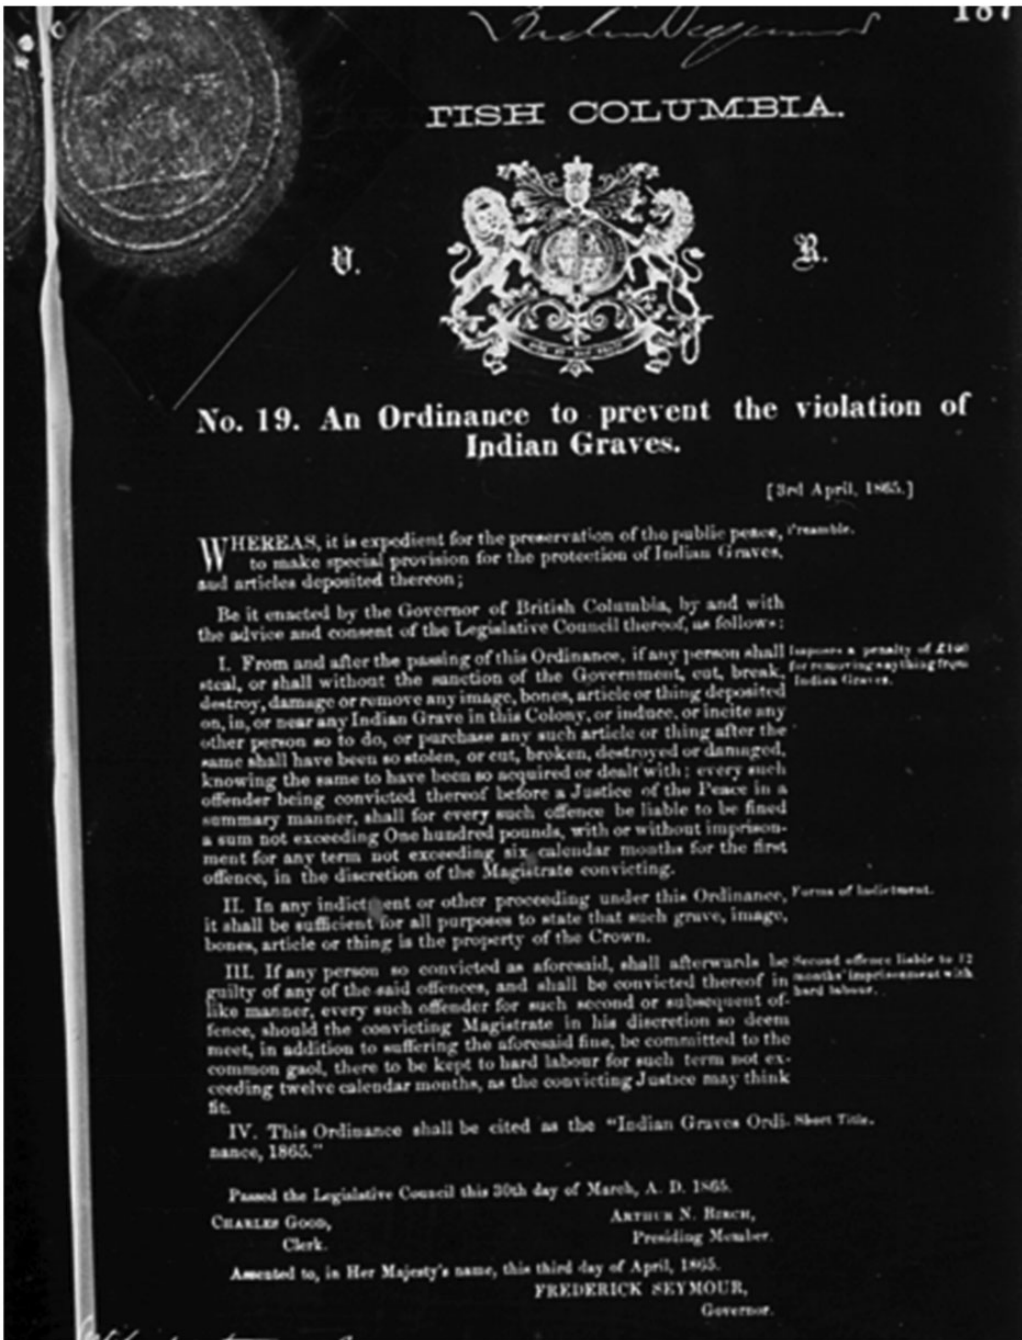 187
TISH COLUMBIA.
V. R.
No. 19. An Ordinance to prevent the violation of
Indian Graves.
[3rd April, 1865.]
WHEREAS, it is expedient for the preservation of the public peace, Preamble.
to make special provision for the protection of Indian Graves,
and articles deposited thereon;
Be it enacted by the Governor of British Columbia, by and with
the advice and consent of the Legislative Council thereof, as follows:
I. From and after the passing of this Ordinance, if any person shall Imposes a penalty of £100
steal, or shall without the sanction of the Government, cut, break, for removing anything from
destroy, damage or remove any image, bones, article or thing deposited Indian Graves.
on, in, or near any Indian Grave in this Colony, or induce, or incite any
other person so to do, or purchase any such article or thing after the
same shall have been so stolen, or cut, broken, destroyed or damaged,
knowing the same to have been so acquired or dealt with; every such
offender being convicted thereof before a Justice of the Peace in a
summary manner, shall for every such offence be liable to be fined
a sum not exceeding One hundred pounds, with or without imprison-
ment for any term not exceeding six calendar months for the first
offence, in the discretion of the Magistrate convicting.
II. In any indictment or other proceeding under this Ordinance, Forms of Indictment.
it shall be sufficient for all purposes to state that such grave, image,
bones, article or thing is the property of the Crown.
III. If any person so convicted as aforesaid, shall afterwards be Second offence liable to 12
guilty of any of the said offences, and shall be convicted thereof in months' imprisonment with
like manner, every such offender for such second or subsequent of- hard labour.
fence, should the convicting Magistrate in his discretion so deem
meet, in addition to suffering the aforesaid fine, be committed to the
common gaol, there to be kept to hard labour for such term not ex-
ceeding twelve calendar months, as the convicting Justice may think
fit.
IV. This Ordinance shall be cited as the "Indian Graves Ordi- Short Title.
nance, 1865."
Passed the Legislative Council this 30th day of March, A. D. 1865.
CHARLES GOOD, ARTHUR N. BIRCH,
Clerk. Presiding Member.
Assented to, in Her Majesty's name, this third day of April, 1865.
FREDERICK SEYMOUR,
Governor.